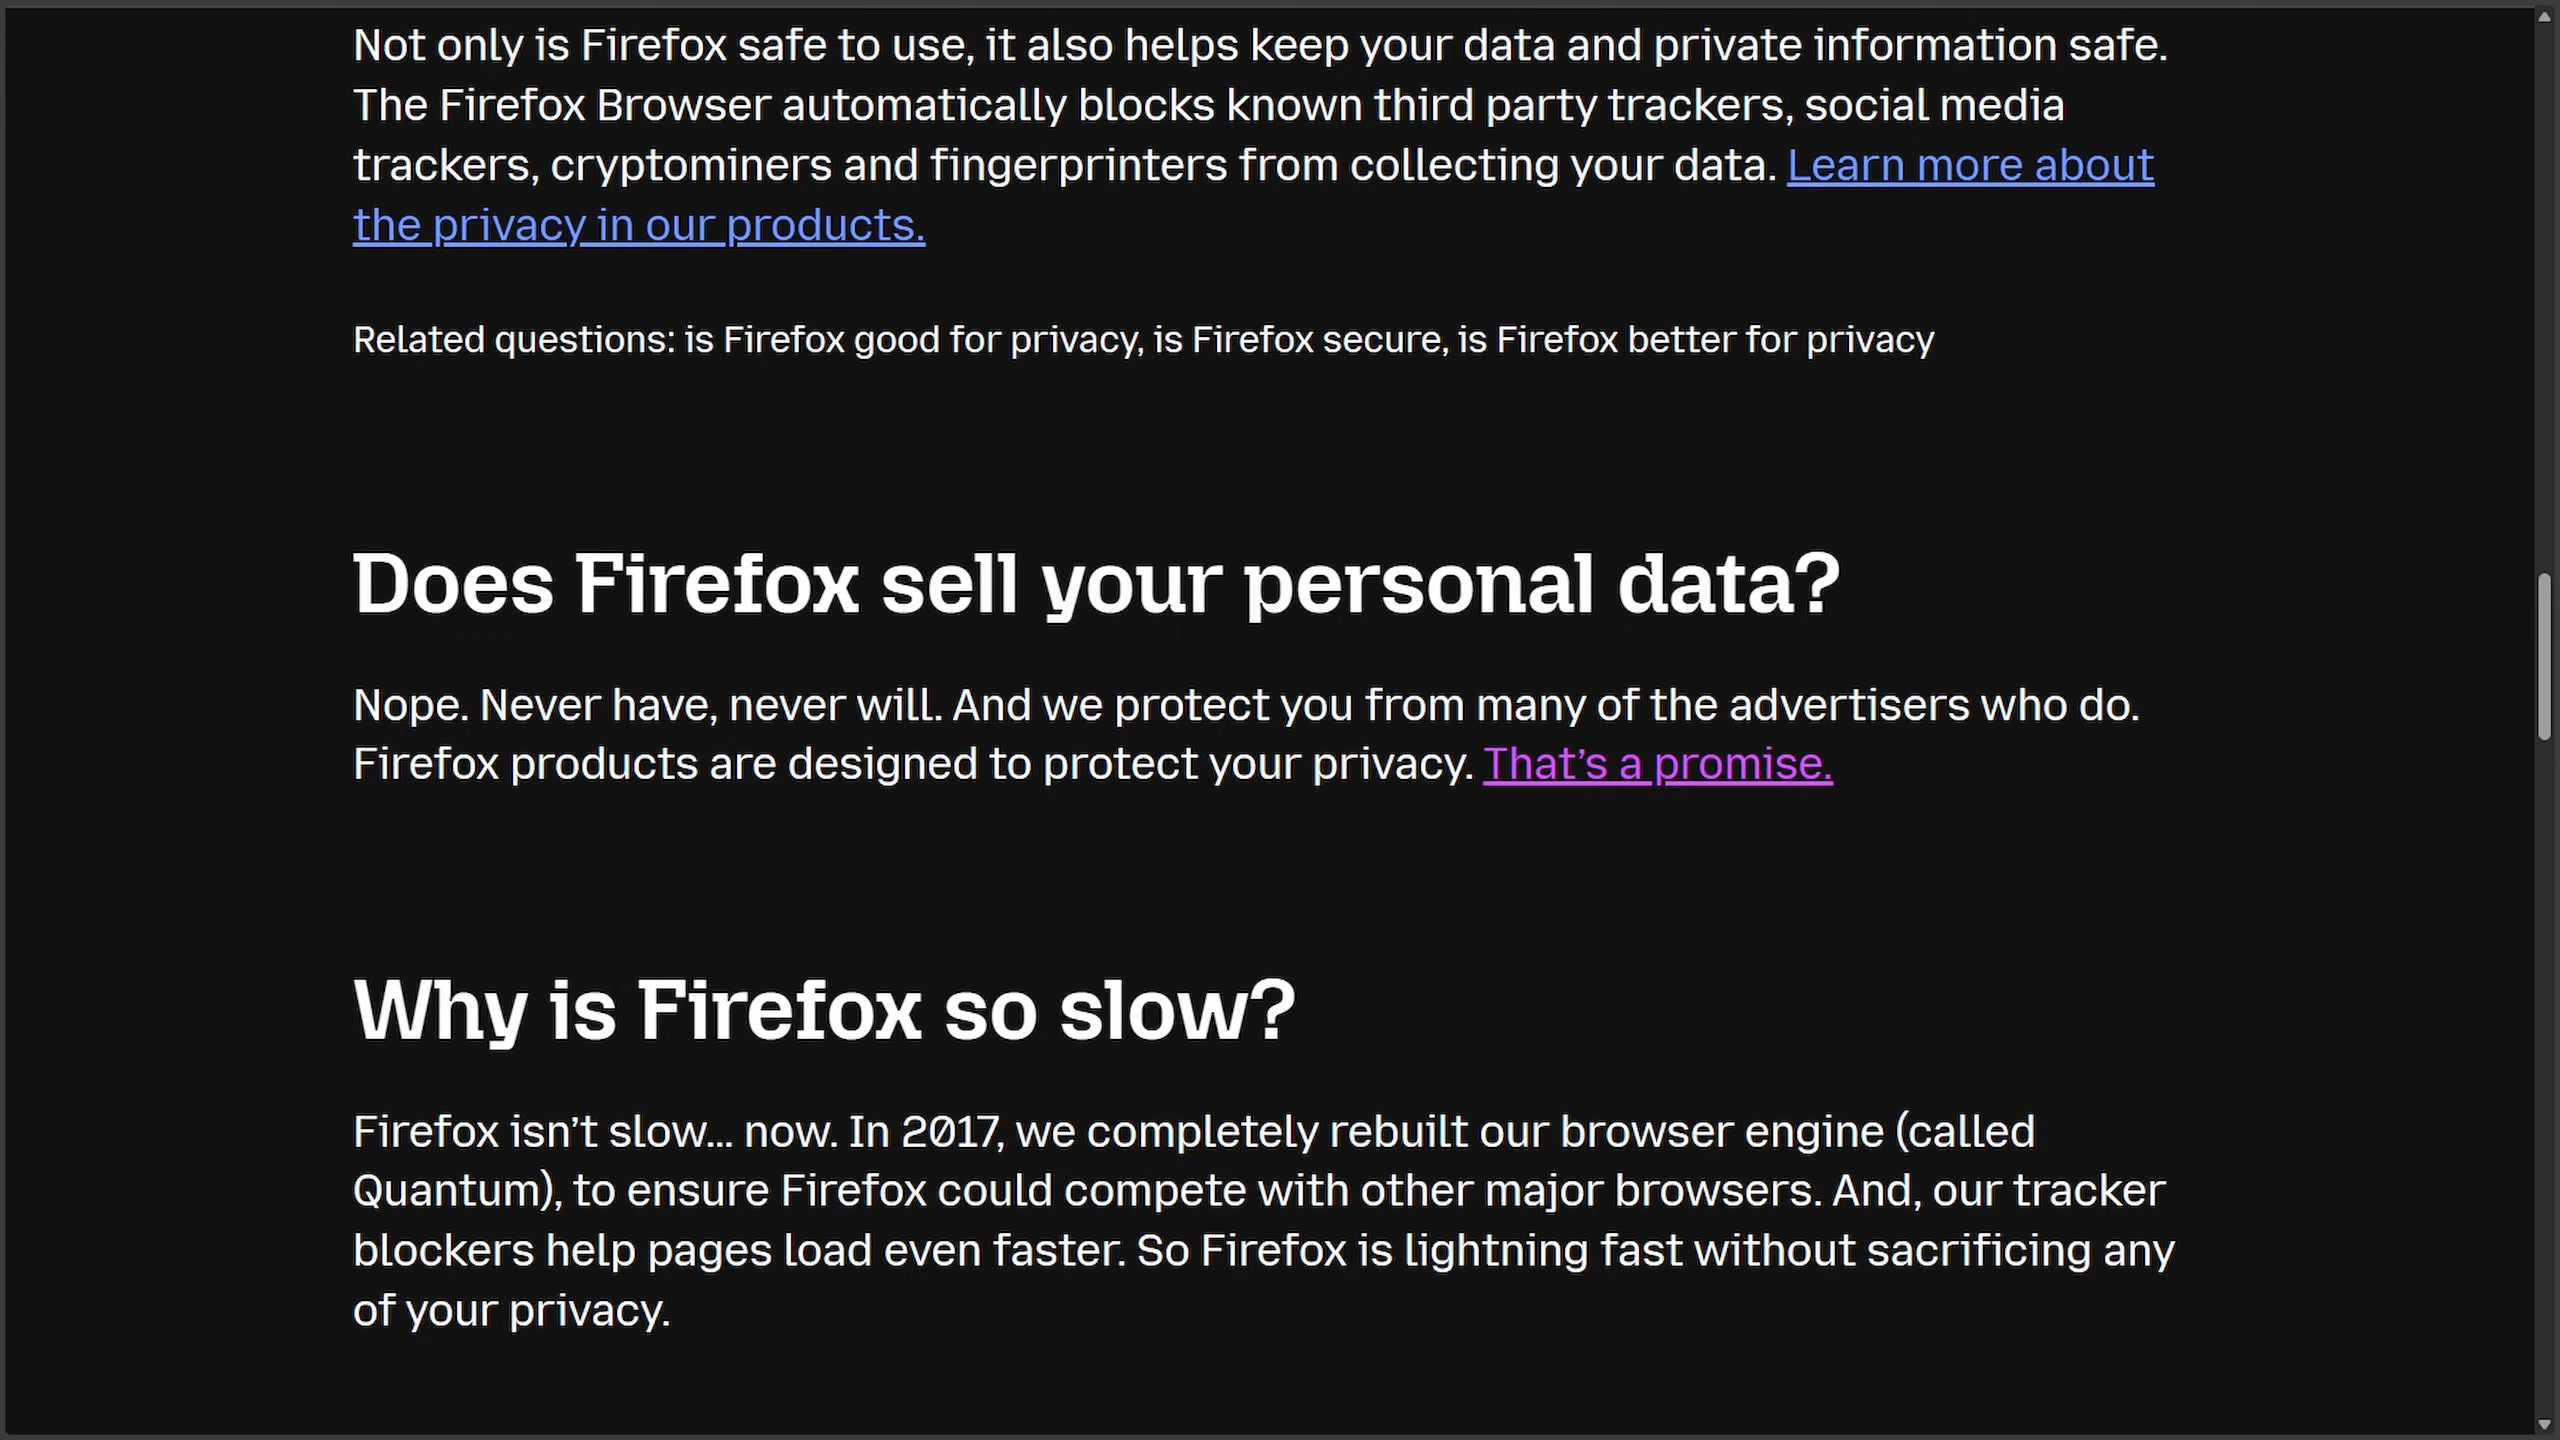 Not only is Firefox safe to use, it also helps keep your data and private information safe.
The Firefox Browser automatically blocks known third party trackers, social media
trackers, cryptominers and fingerprinters from collecting your data. Learn more about
the privacy in our products.
Related questions: is Firefox good for privacy, is Firefox secure, is Firefox better for privacy
Does Firefox sell your personal data?
Nope. Never have, never will. And we protect you from many of the advertisers who do.
Firefox products are designed to protect your privacy. That’s a promise.
Why is Firefox so slow?
Firefox isn’t slow… now. In 2017, we completely rebuilt our browser engine (called
Quantum), to ensure Firefox could compete with other major browsers. And, our tracker
blockers help pages load even faster. So Firefox is lightning fast without sacrificing any
of your privacy.